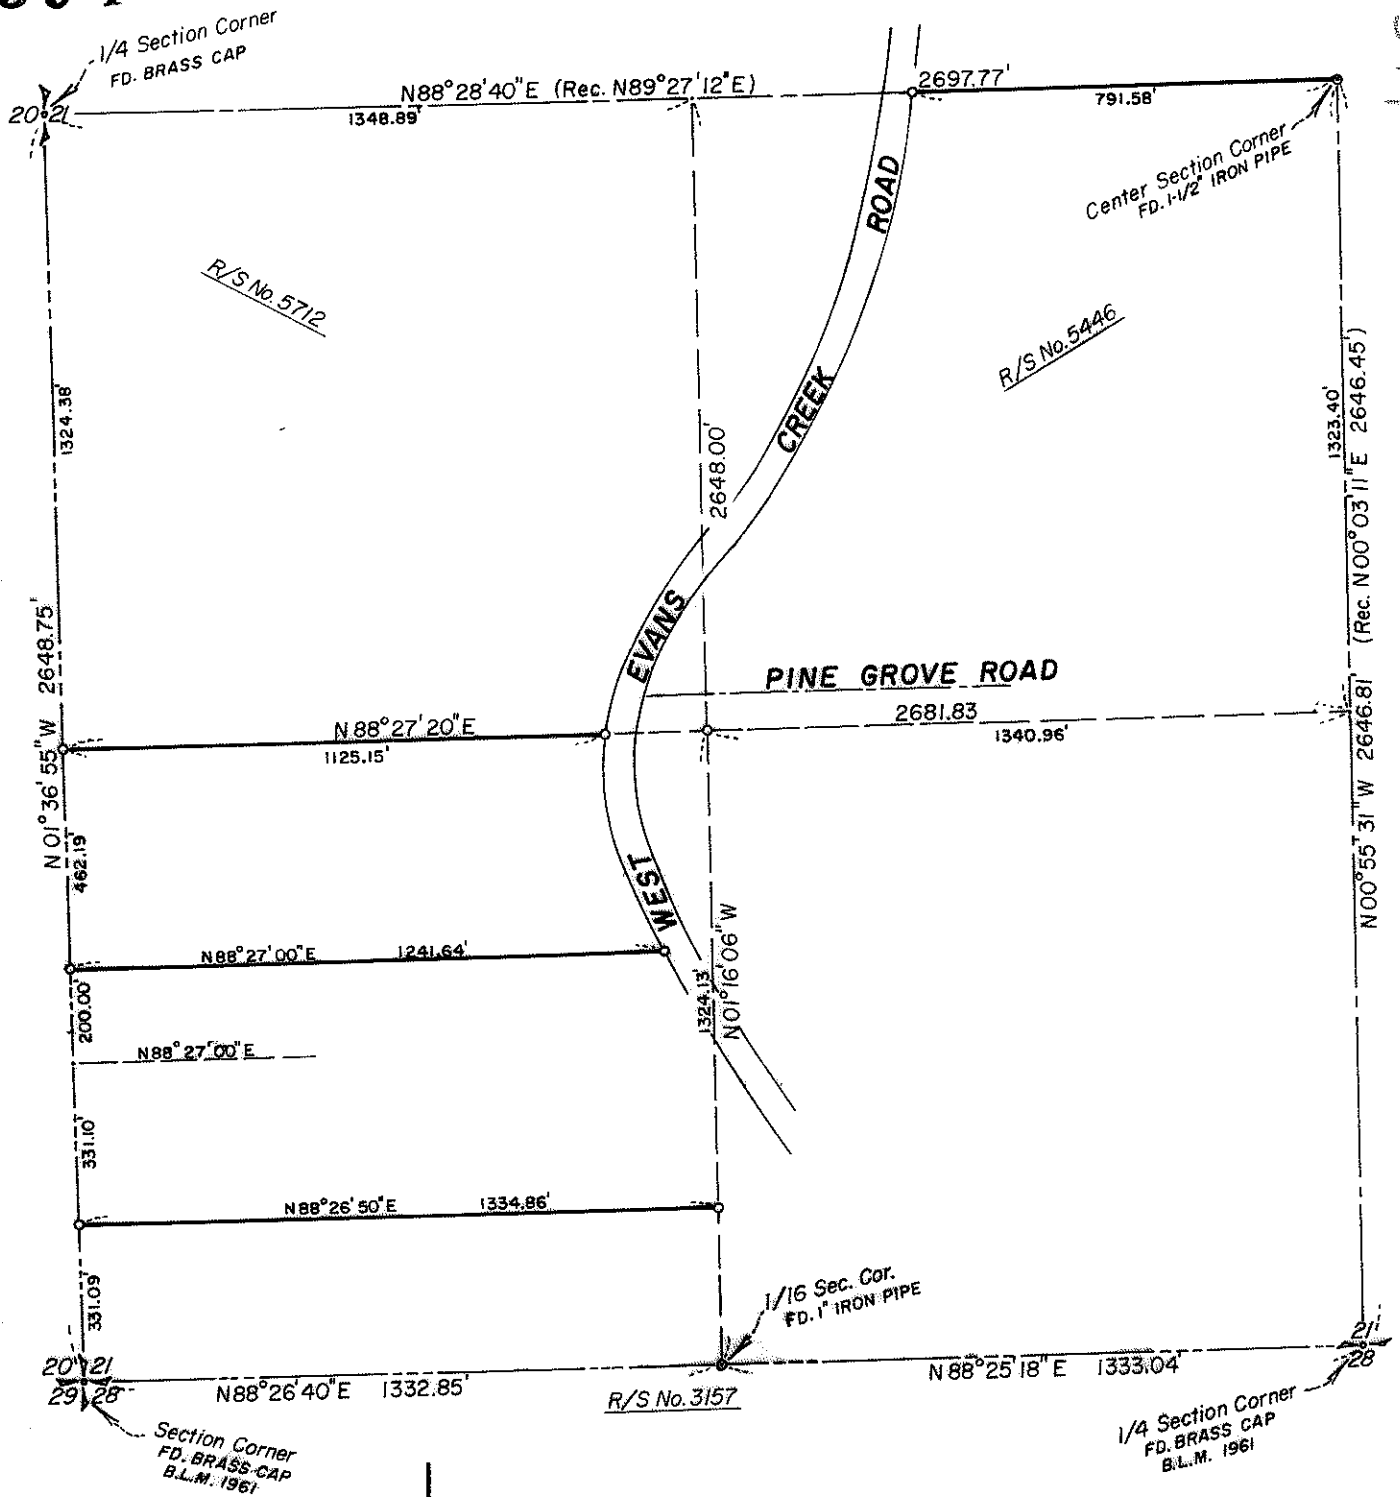 1/4 Section Corner
FD. BRASS CAP
20 21
N88°28'40"E (Rec. N89°27'12"E)
2697.77'
1348.89'
791.58'
Center Section Corner
FD. 1-1/2" IRON PIPE
R/S No. 5712
R/S No. 5446
ROAD
CREEK
EVANS
WEST
1324.38'
2648.00'
1323.40'
(Rec. N00°03'11"E 2646.45')
N01°36'55"W 2648.75'
N00°55'31"W 2646.81
PINE GROVE ROAD
N88°27'20"E
1125.15'
2681.83
1340.96'
462.19'
N88°27'00"E 1241.64'
200.00'
1324.13'
N01°16'06"W
N88°27'00"E
331.10'
N88°26'50"E 1334.86'
331.09'
1/16 Sec. Cor.
FD. 1" IRON PIPE
20 21
29 28
N88°26'40"E 1332.85'
R/S No. 3157
N88°25'18"E 1333.04'
21
28
Section Corner
FD. BRASS CAP
B.L.M. 1961
1/4 Section Corner
FD. BRASS CAP
B.L.M. 1961